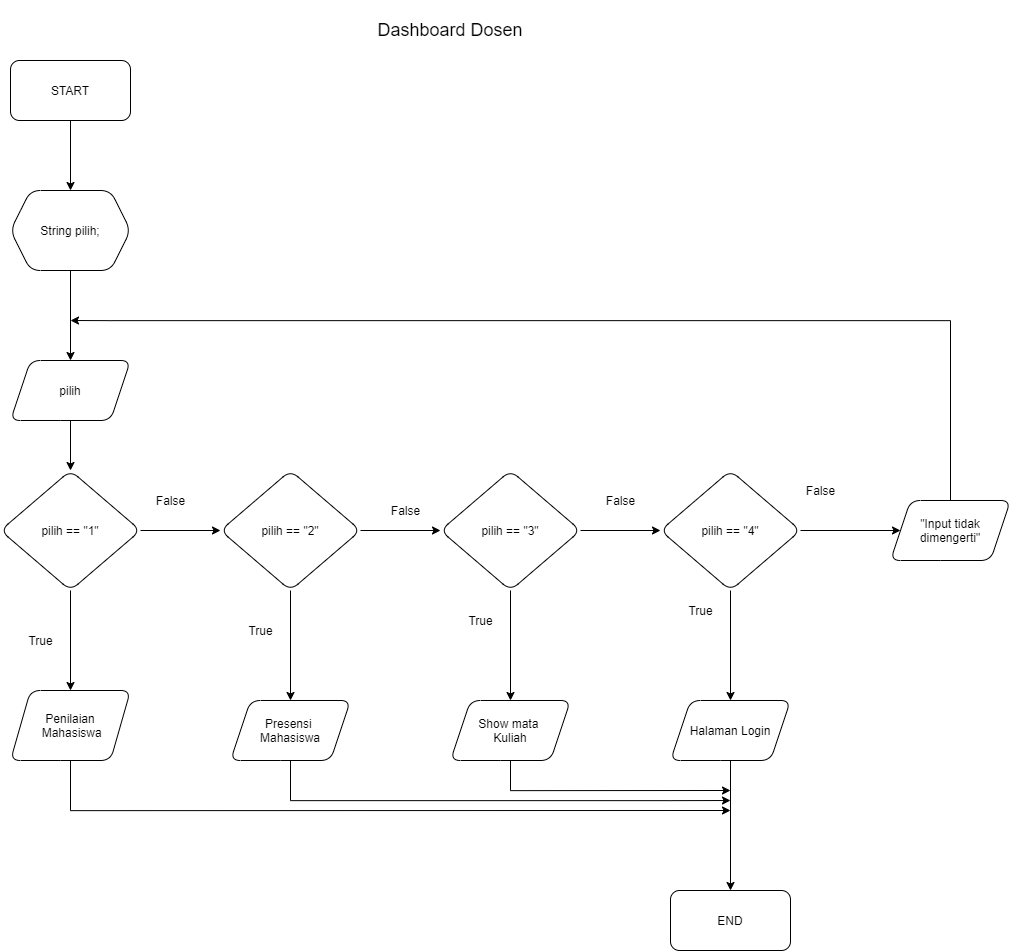 Dashboard Dosen
START
String pilih;
pilih
pilih == "1"
False
pilih == "2"
False
pilih == "3"
False
pilih == "4"
False
"Input tidak
dimengerti"
True
True
True
True
Penilaian
Mahasiswa
Presensi
Mahasiswa
Show mata
Kuliah
Halaman Login
END